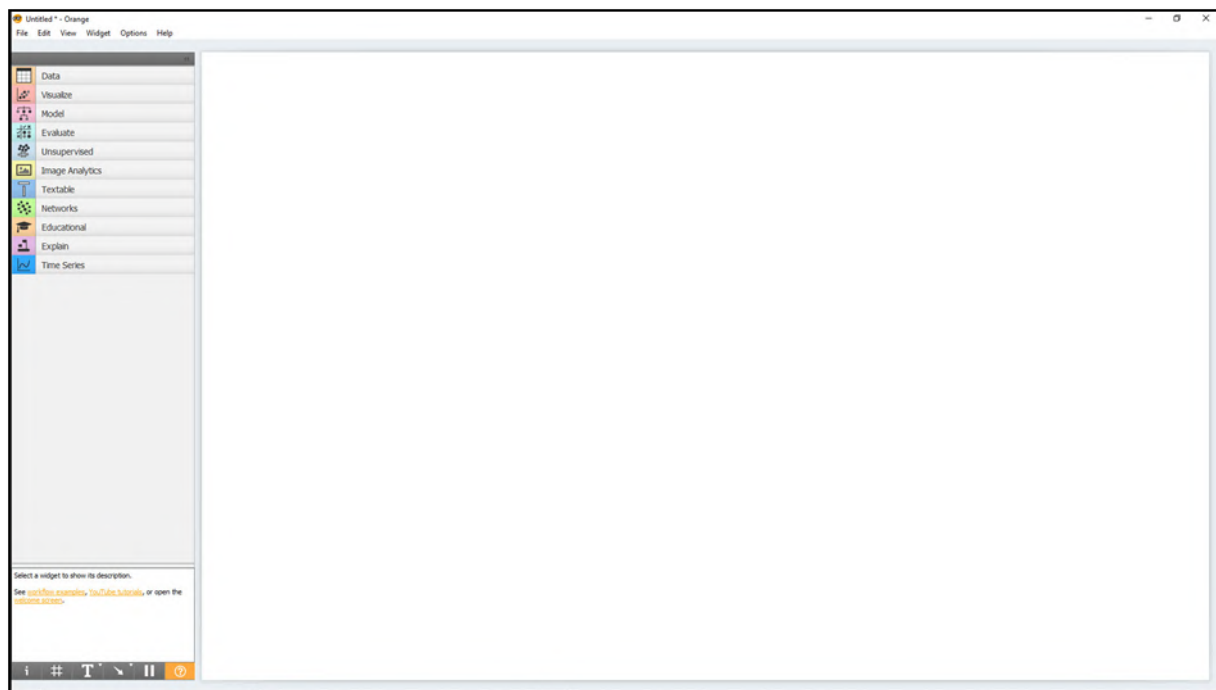 Untitled * - Orange
File Edit View Widget Options Help
Data
Visualize
Model
Evaluate
Unsupervised
Image Analytics
Textable
Networks
Educational
Explain
Time Series
Select a widget to show its description.
See workflow examples, YouTube tutorials, or open the
welcome screen.
i # T ?